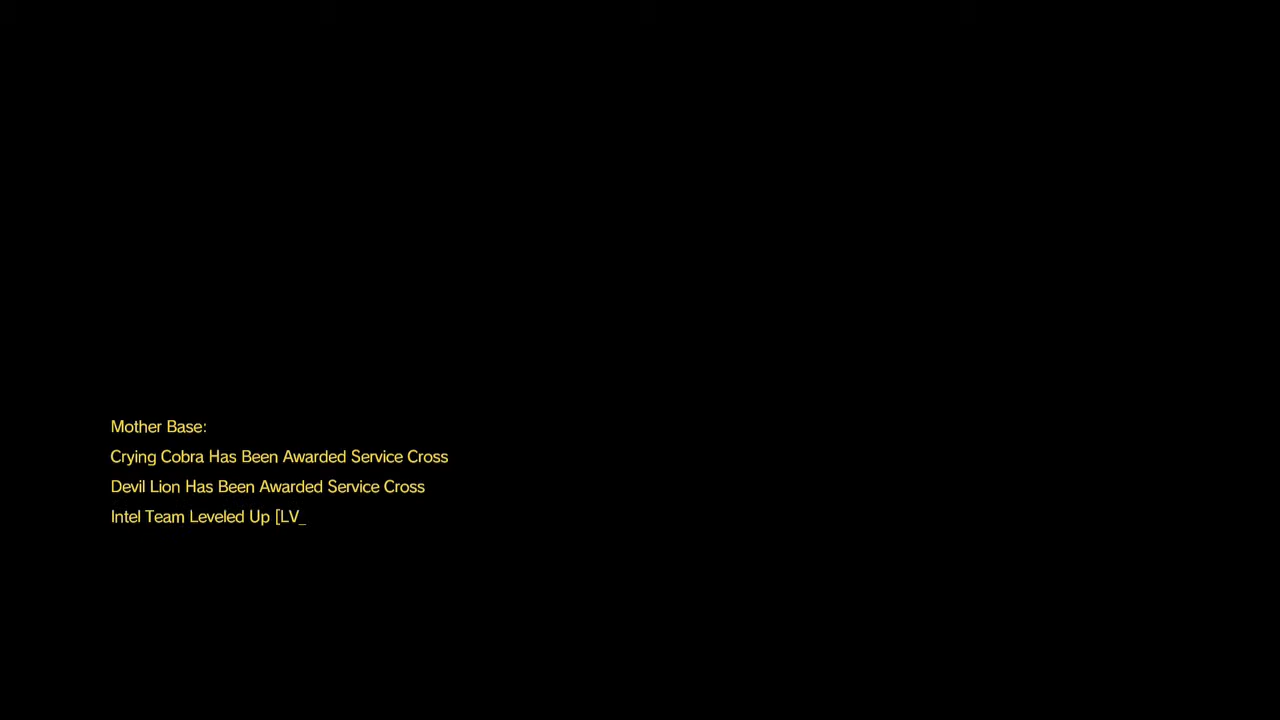 Mother Base:
Crying Cobra Has Been Awarded Service Cross
Devil Lion Has Been Awarded Service Cross
Intel Team Leveled Up [LV_